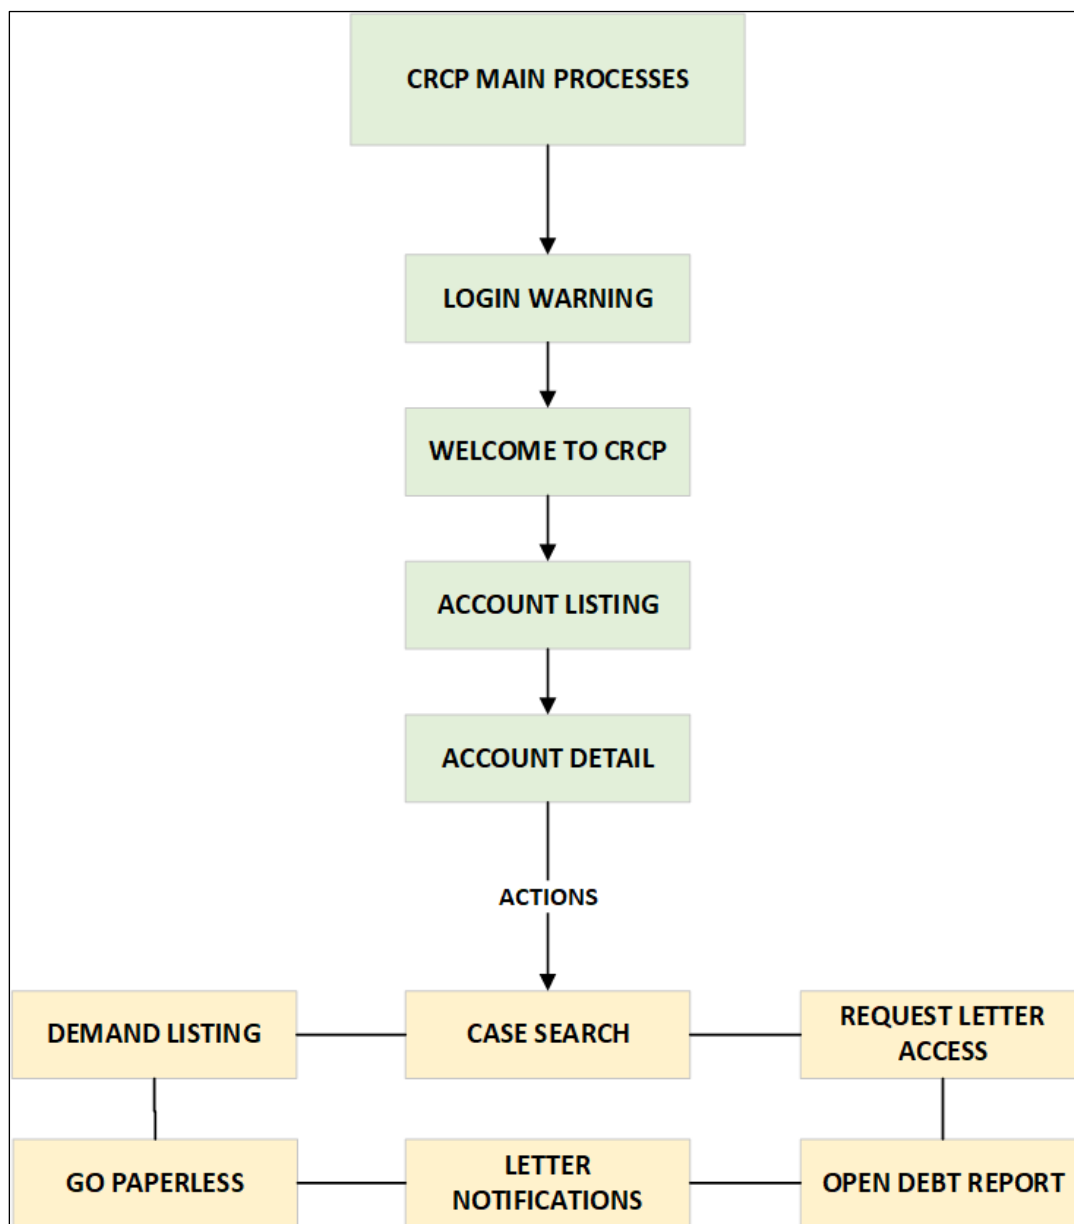 CRCP MAIN PROCESSES
LOGIN WARNING
WELCOME TO CRCP
ACCOUNT LISTING
ACCOUNT DETAIL
ACTIONS
DEMAND LISTING
CASE SEARCH
REQUEST LETTER
ACCESS
GO PAPERLESS
LETTER
NOTIFICATIONS
OPEN DEBT REPORT